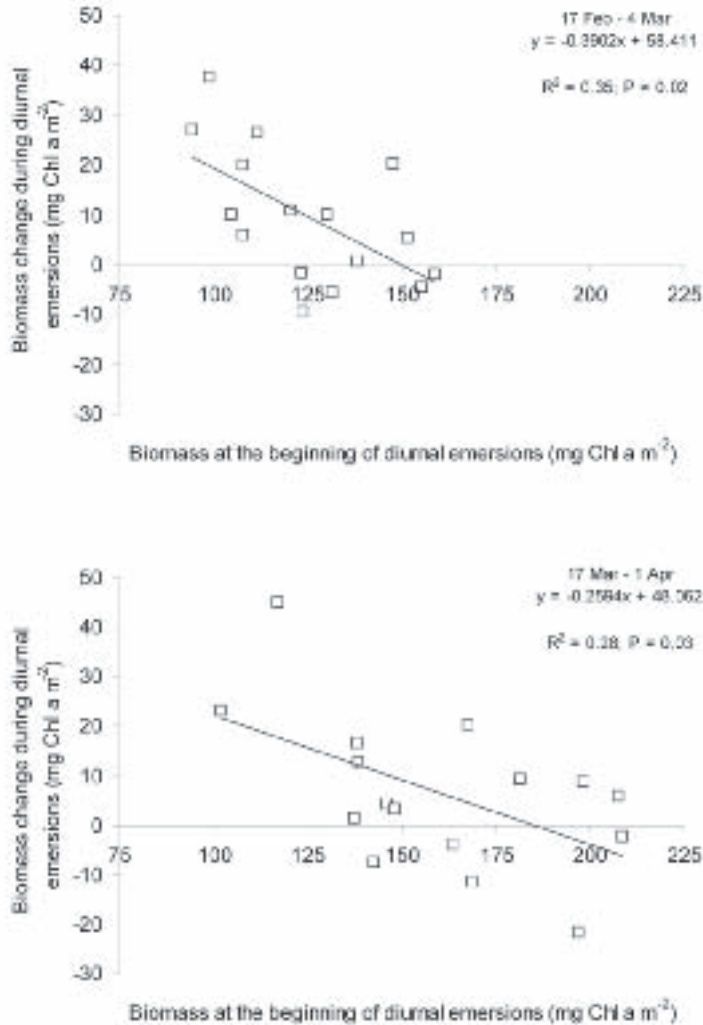 17 Feb - 4 Mar
y = -0.3902x + 58.411
R² = 0.35; P = 0.02
50
40
30
20
10
0
-10
-20
-30
75 100 125 150 175 200 225
Biomass change during diurnal
emersions (mg Chl a m⁻²)
Biomass at the beginning of diurnal emersions (mg Chl a m⁻²)
17 Mar - 1 Apr
y = -0.2594x + 48.062
R² = 0.28; P = 0.03
50
40
30
20
10
0
-10
-20
-30
75 100 125 150 175 200 225
Biomass change during diurnal
emersions (mg Chl a m⁻²)
Biomass at the beginning of diurnal emersions (mg Chl a m⁻²)